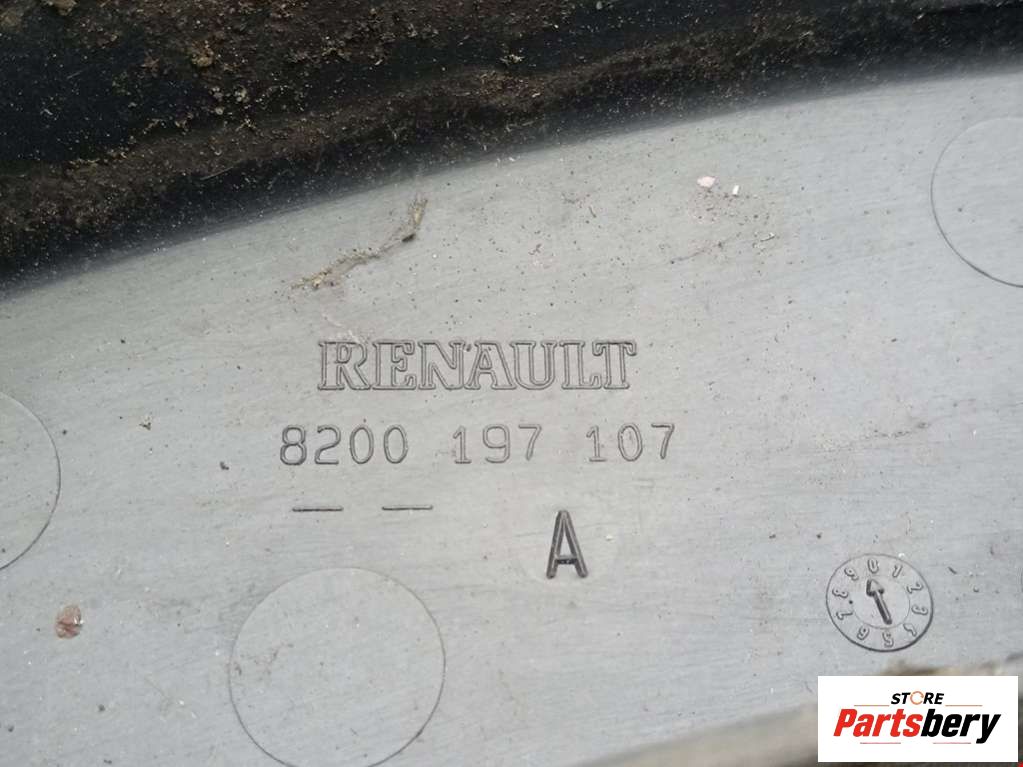 RENAULT
8200 197 107
— —
A
STORE
Partsbery